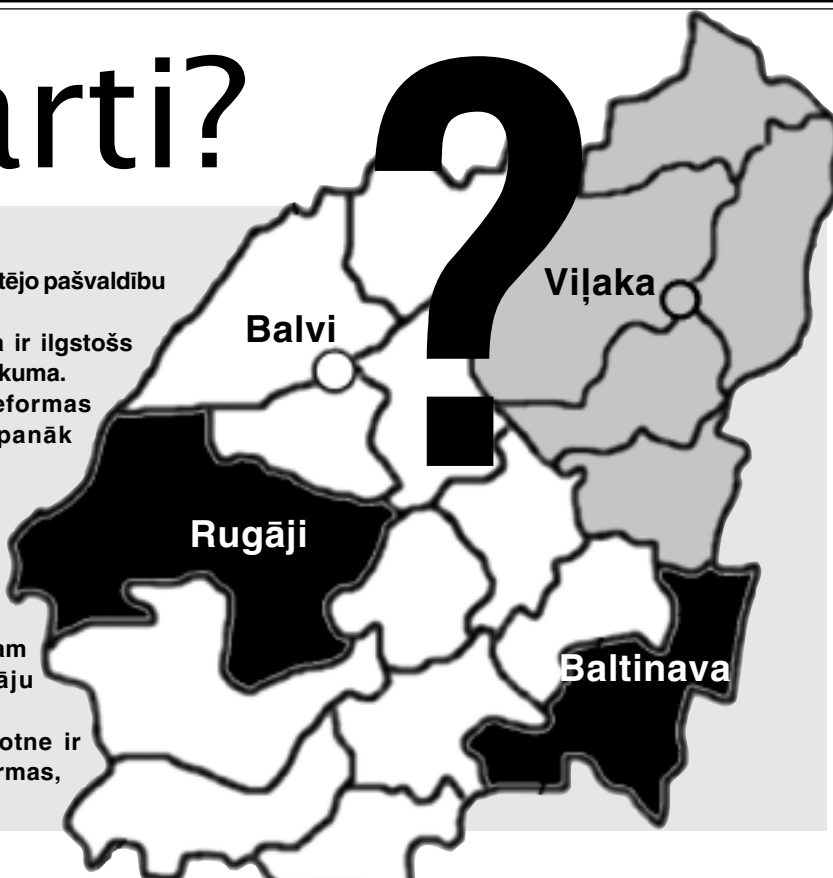 arti?
tējo pašvaldību
a ir ilgstošs
kuma.
eformas
panāk
am
āju
otne ir
rmas,
Balvi
Viļaka
Rugāji
Baltinava
?